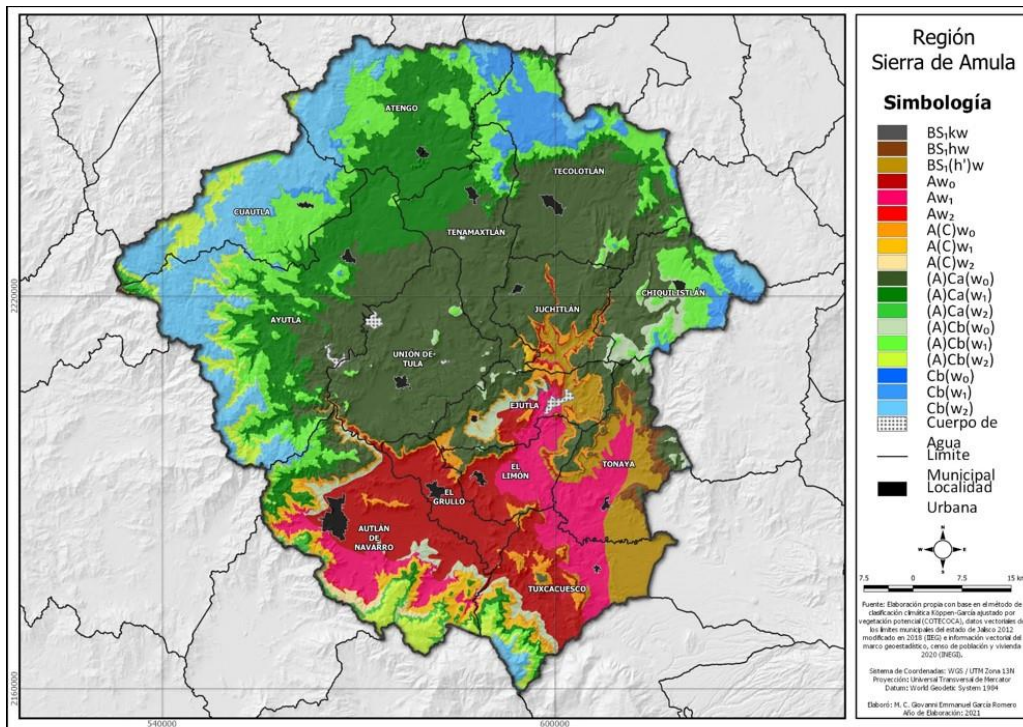 Región
Sierra de Amula
Simbología
BS₁kw
BS₁hw
BS₁(h')w
Aw₀
Aw₁
Aw₂
A(C)w₀
A(C)w₁
A(C)w₂
(A)Ca(w₀)
(A)Ca(w₁)
(A)Ca(w₂)
(A)Cb(w₀)
(A)Cb(w₁)
(A)Cb(w₂)
Cb(w₀)
Cb(w₁)
Cb(w₂)
Cuerpo de
Agua
Límite
Municipal
Localidad
Urbana
N
W E
S
7.5 0 7.5 15 km
Fuente: Elaboración propia con base en el método de
clasificación climática Köppen-García ajustado por
vegetación potencial (COTECOCA), datos vectoriales de
los límites municipales del estado de Jalisco 2012
modificado en 2018 (IIEG) e información vectorial del
marco geoestadístico, censo de población y vivienda
2020 (INEGI).
Sistema de Coordenadas: WGS / UTM Zona 13N
Proyección: Universal Transversal de Mercator
Datum: World Geodetic System 1984
Elaboró: M. C. Giovanni Emmanuel García Romero
Año de Elaboración: 2021
ATENGO
TECOLOTLÁN
CUAUTLA
TENAMAXTLÁN
CHIQUILISTLÁN
JUCHITLÁN
AYUTLA
UNIÓN DE
TULA
EJUTLA
EL
LIMÓN
TONAYA
EL
GRULLO
AUTLÁN
DE
NAVARRO
TUXCACUESCO
2220000
2160000
540000
600000